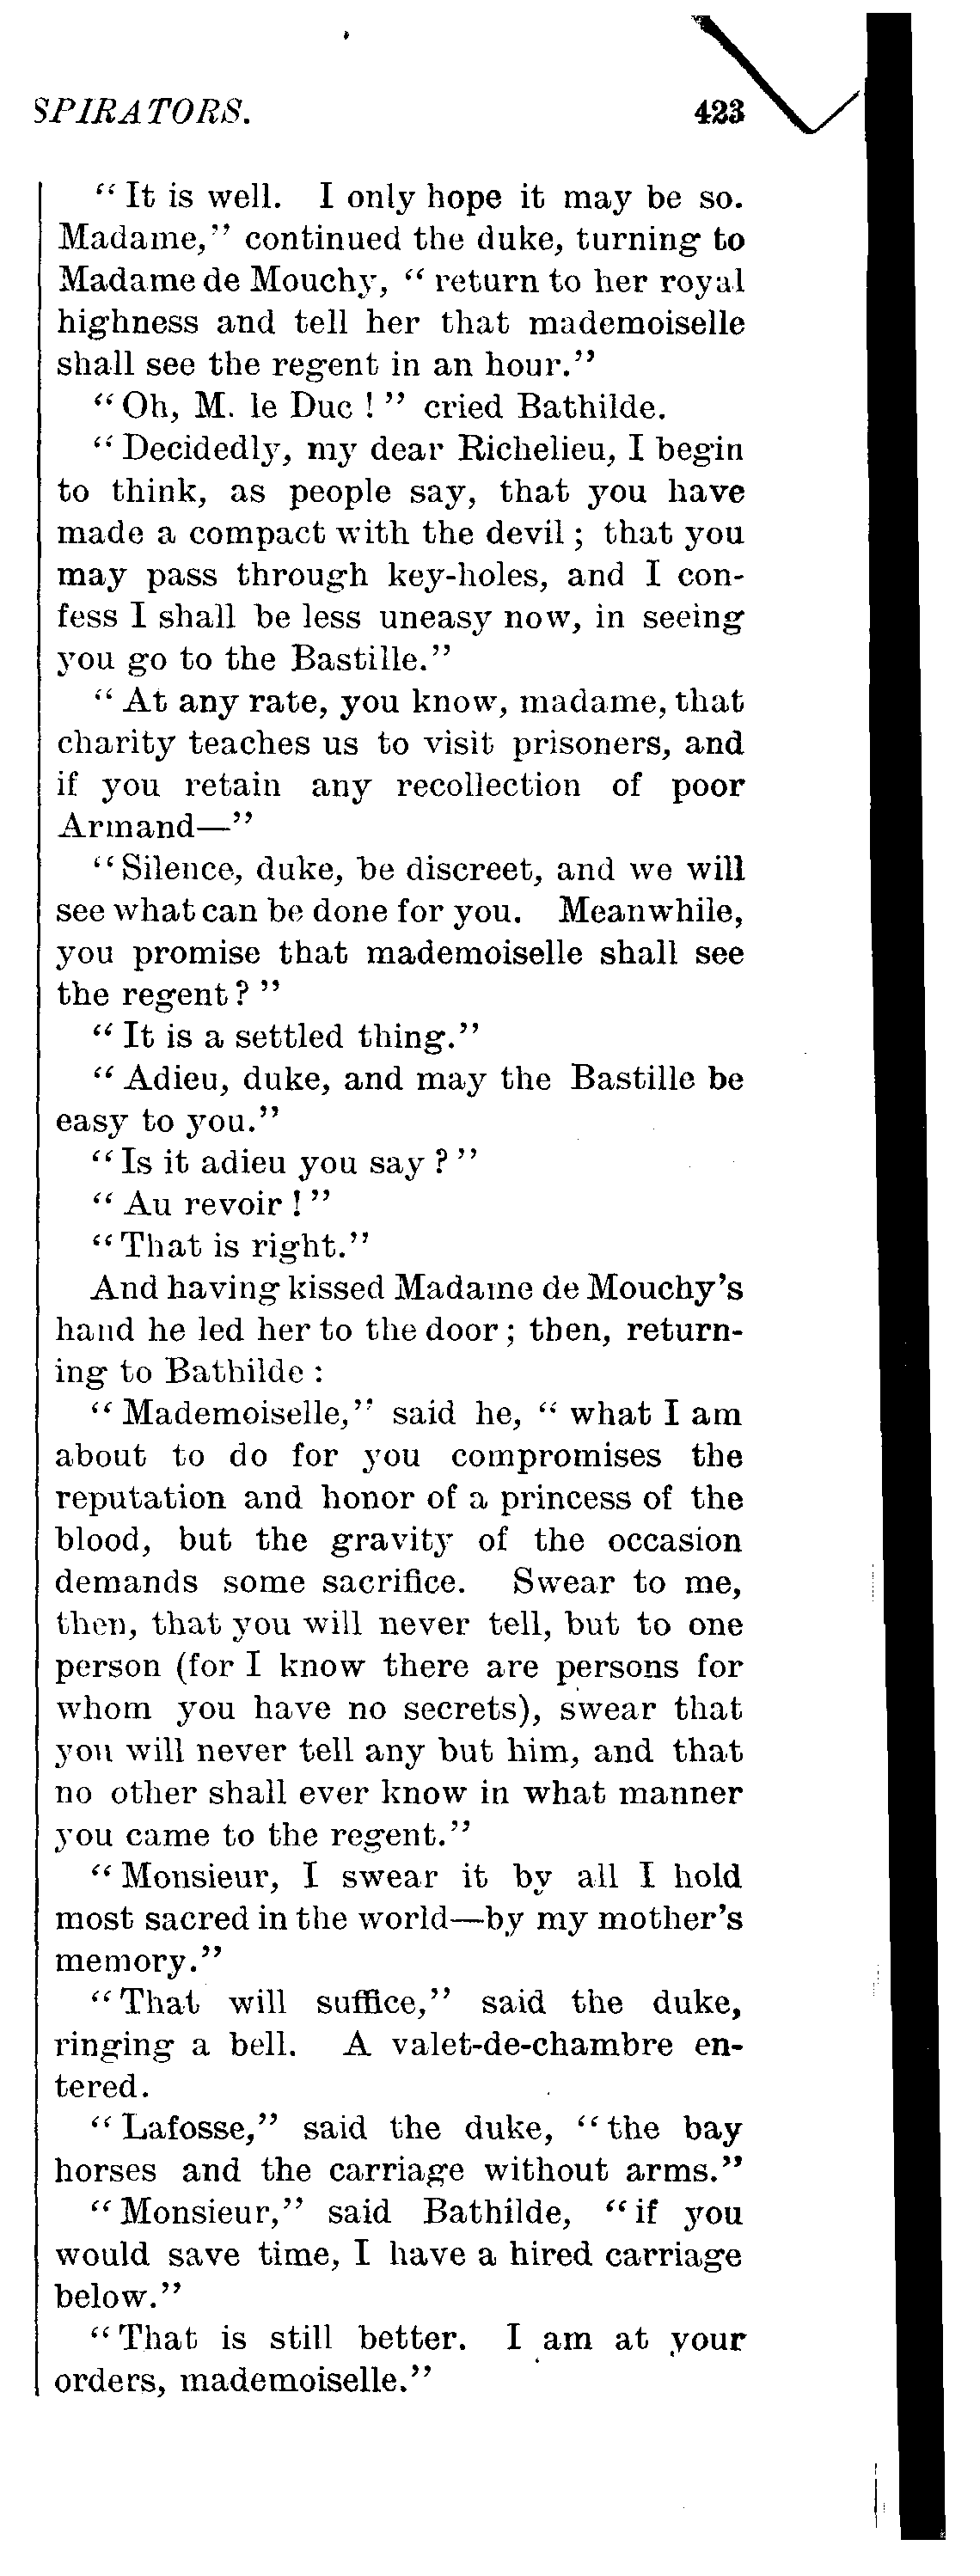 SPIRATORS. 423
“ It is well. I only hope it may be so.
Madame,” continued the duke, turning to
Madame de Mouchy, “ return to her royal
highness and tell her that mademoiselle
shall see the regent in an hour.”
“ Oh, M. le Duc ! ” cried Bathilde.
“ Decidedly, my dear Richelieu, I begin
to think, as people say, that you have
made a compact with the devil ; that you
may pass through key-holes, and I con-
fess I shall be less uneasy now, in seeing
you go to the Bastille.”
“ At any rate, you know, madame, that
charity teaches us to visit prisoners, and
if you retain any recollection of poor
Armand—”
“ Silence, duke, be discreet, and we will
see what can be done for you. Meanwhile,
you promise that mademoiselle shall see
the regent ? ”
“ It is a settled thing.”
“ Adieu, duke, and may the Bastille be
easy to you.”
“ Is it adieu you say ? ”
“ Au revoir ! ”
“ That is right.”
And having kissed Madame de Mouchy’s
hand he led her to the door ; then, return-
ing to Bathilde :
“ Mademoiselle,” said he, “ what I am
about to do for you compromises the
reputation and honor of a princess of the
blood, but the gravity of the occasion
demands some sacrifice. Swear to me,
then, that you will never tell, but to one
person (for I know there are persons for
whom you have no secrets), swear that
you will never tell any but him, and that
no other shall ever know in what manner
you came to the regent.”
“ Monsieur, I swear it by all I hold
most sacred in the world—by my mother’s
memory.”
“ That will suffice,” said the duke,
ringing a bell. A valet-de-chambre en-
tered.
“ Lafosse,” said the duke, “ the bay
horses and the carriage without arms.”
“ Monsieur,” said Bathilde, “ if you
would save time, I have a hired carriage
below.”
“ That is still better. I am at your
orders, mademoiselle.”